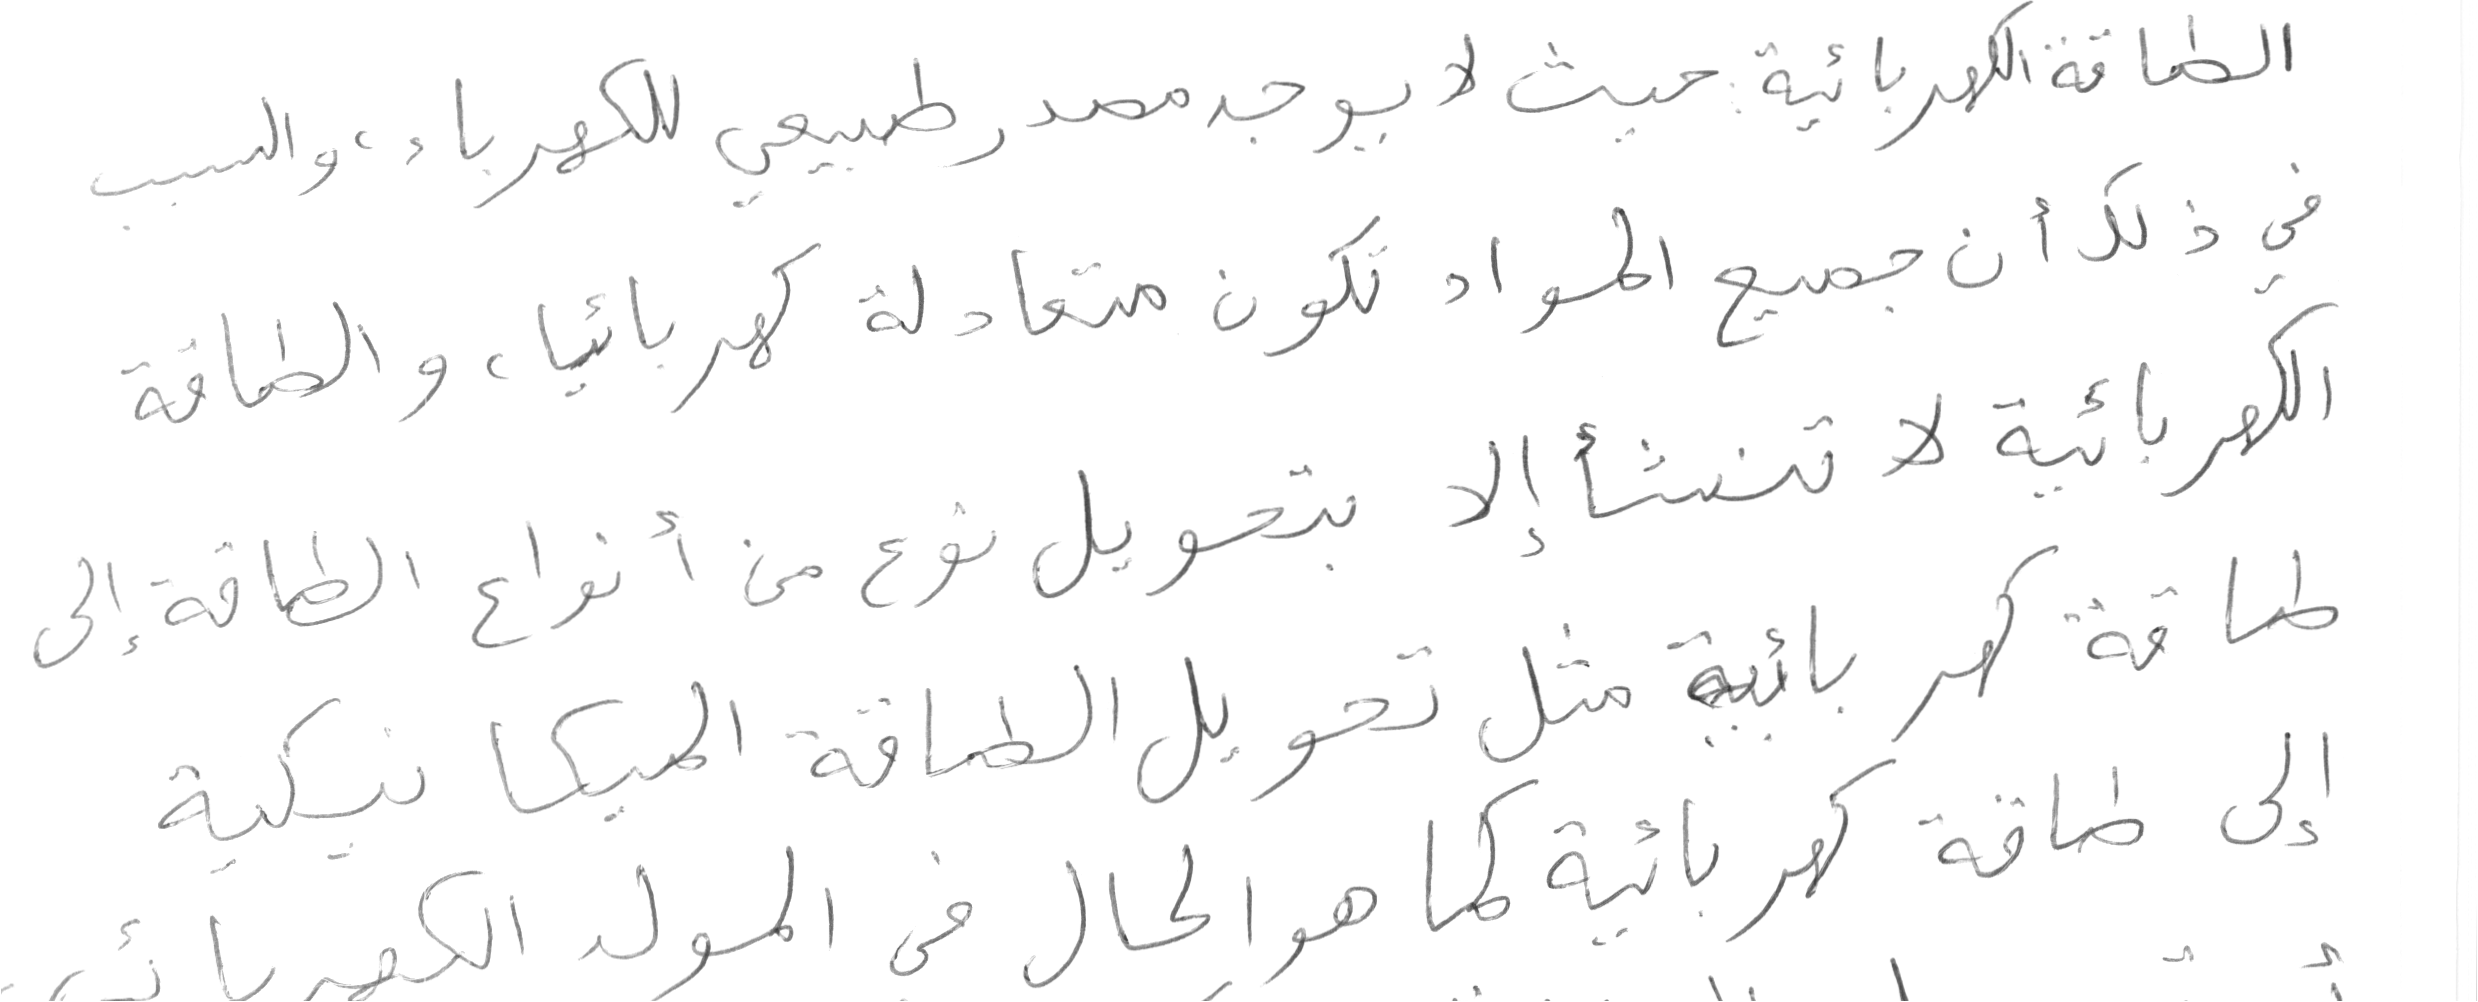 الطاقة الكهربائية حيث لا يوجد مصدر طبيعي للكهرباء، والسبب
في ذلك أن جميع المواد تكون متعادلة كهربائيا، والطاقة
الكهربائية لا تنشأ إلا بتحويل نوع من أنواع الطاقة إلى
طاقة كهربائية مثل تحويل الطاقة الميكانيكية
إلى طاقة كهربائية كما هو الحال في المولد الكهربائي